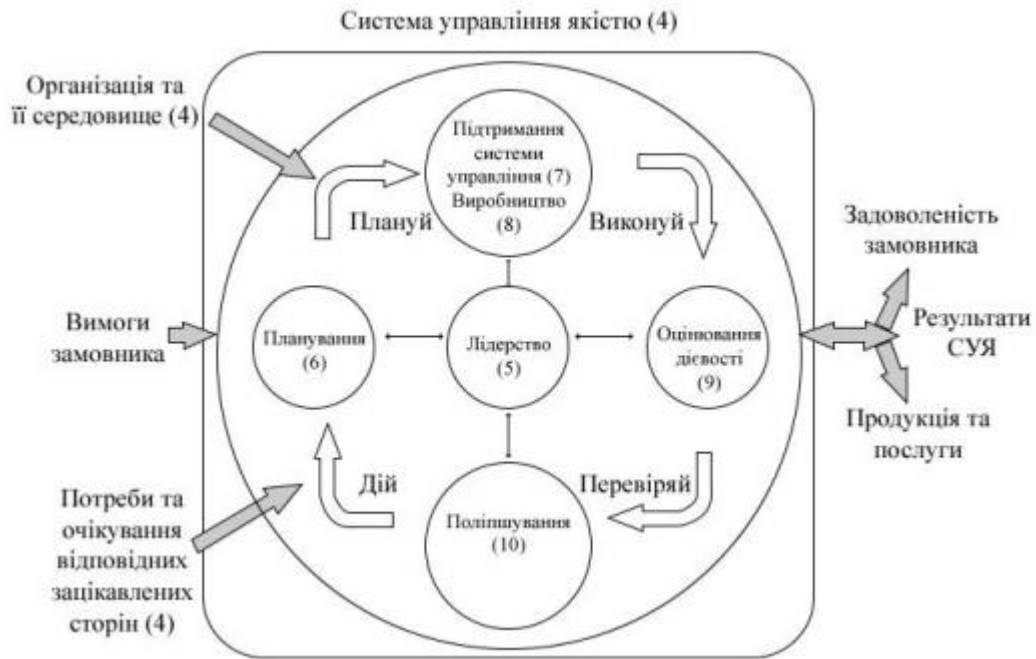 Система управління якістю (4)
Організація та
її середовище (4)
Підтримання
системи
управління (7)
Виробництво
(8)
Плануй
Виконуй
Задоволеність
замовника
Вимоги
замовника
Планування
(6)
Лідерство
(5)
Оцінювання
дієвості
(9)
Результати
СУЯ
Продукція та
послуги
Дій
Перевіряй
Поліпшування
(10)
Потреби та
очікування
відповідних
зацікавлених
сторін (4)